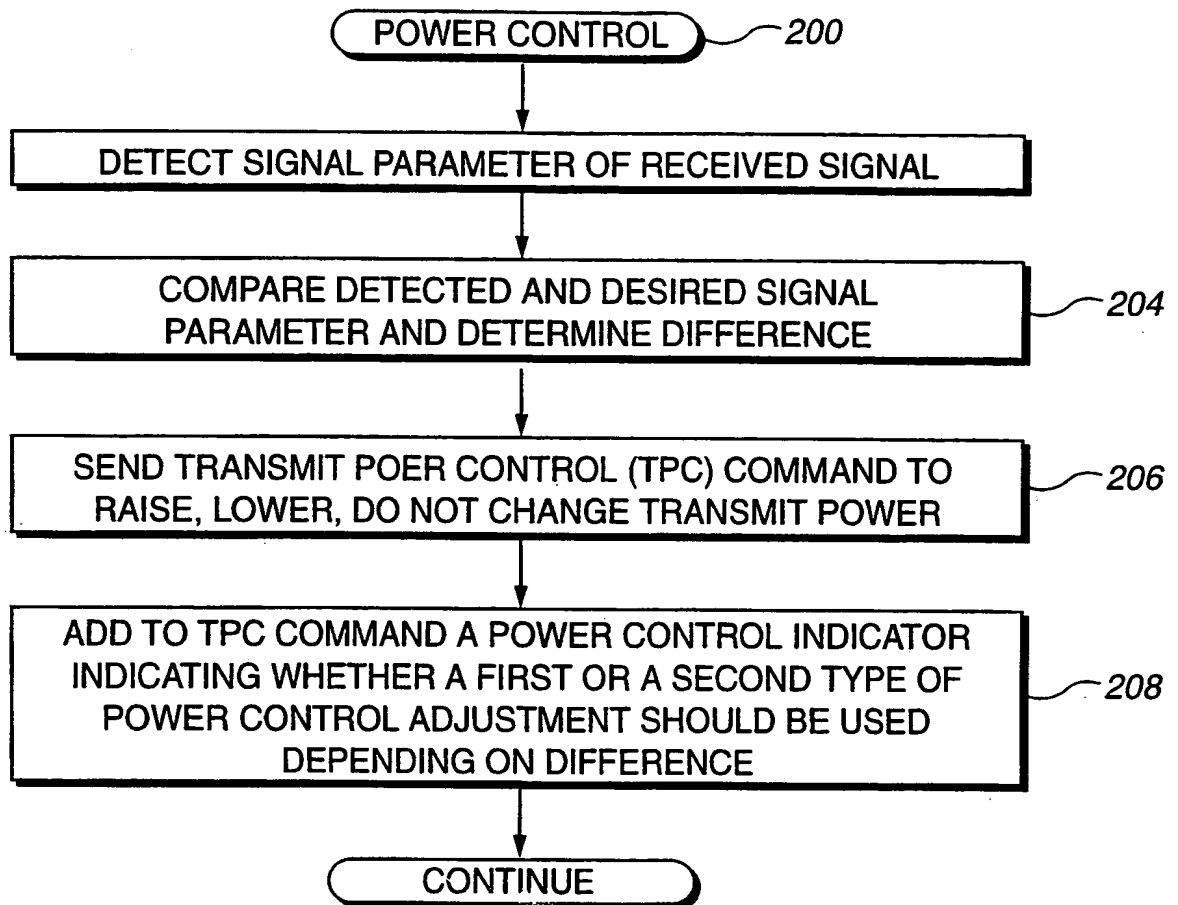 POWER CONTROL 200
DETECT SIGNAL PARAMETER OF RECEIVED SIGNAL
COMPARE DETECTED AND DESIRED SIGNAL
PARAMETER AND DETERMINE DIFFERENCE
204
SEND TRANSMIT POER CONTROL (TPC) COMMAND TO
RAISE, LOWER, DO NOT CHANGE TRANSMIT POWER
206
ADD TO TPC COMMAND A POWER CONTROL INDICATOR
INDICATING WHETHER A FIRST OR A SECOND TYPE OF
POWER CONTROL ADJUSTMENT SHOULD BE USED
DEPENDING ON DIFFERENCE
208
CONTINUE